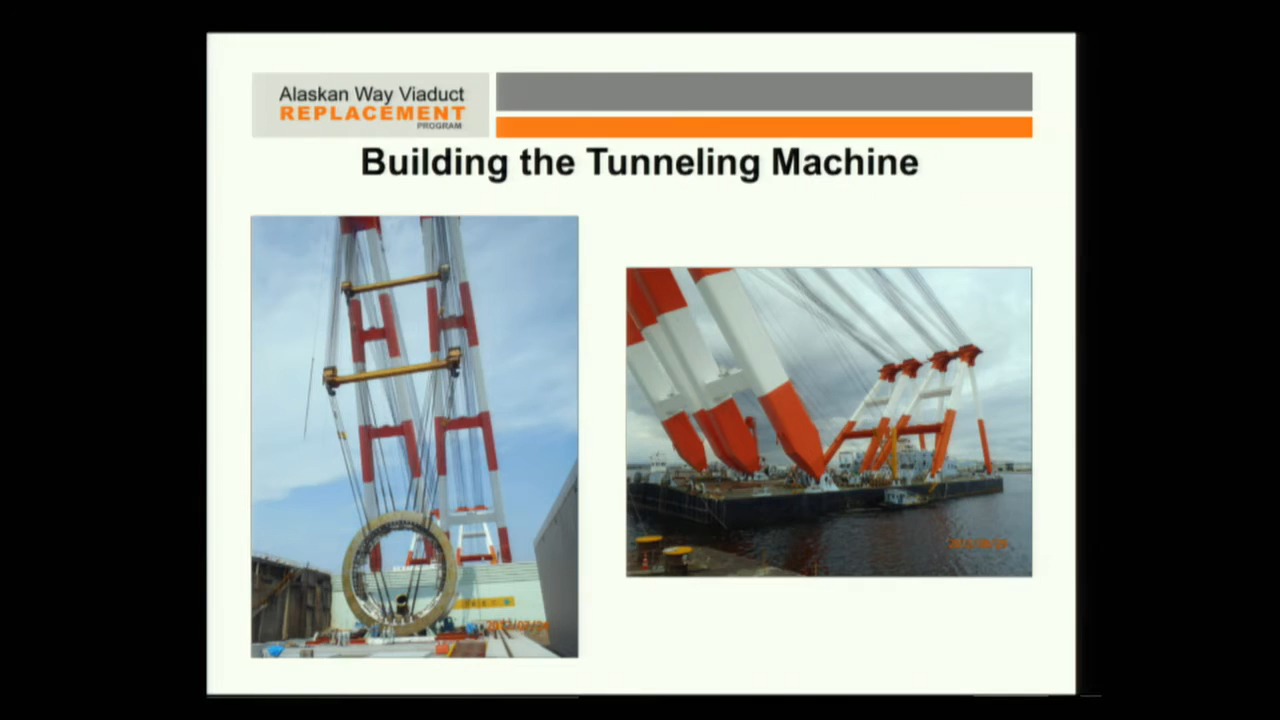 Alaskan Way Viaduct
REPLACEMENT
PROGRAM
Building the Tunneling Machine